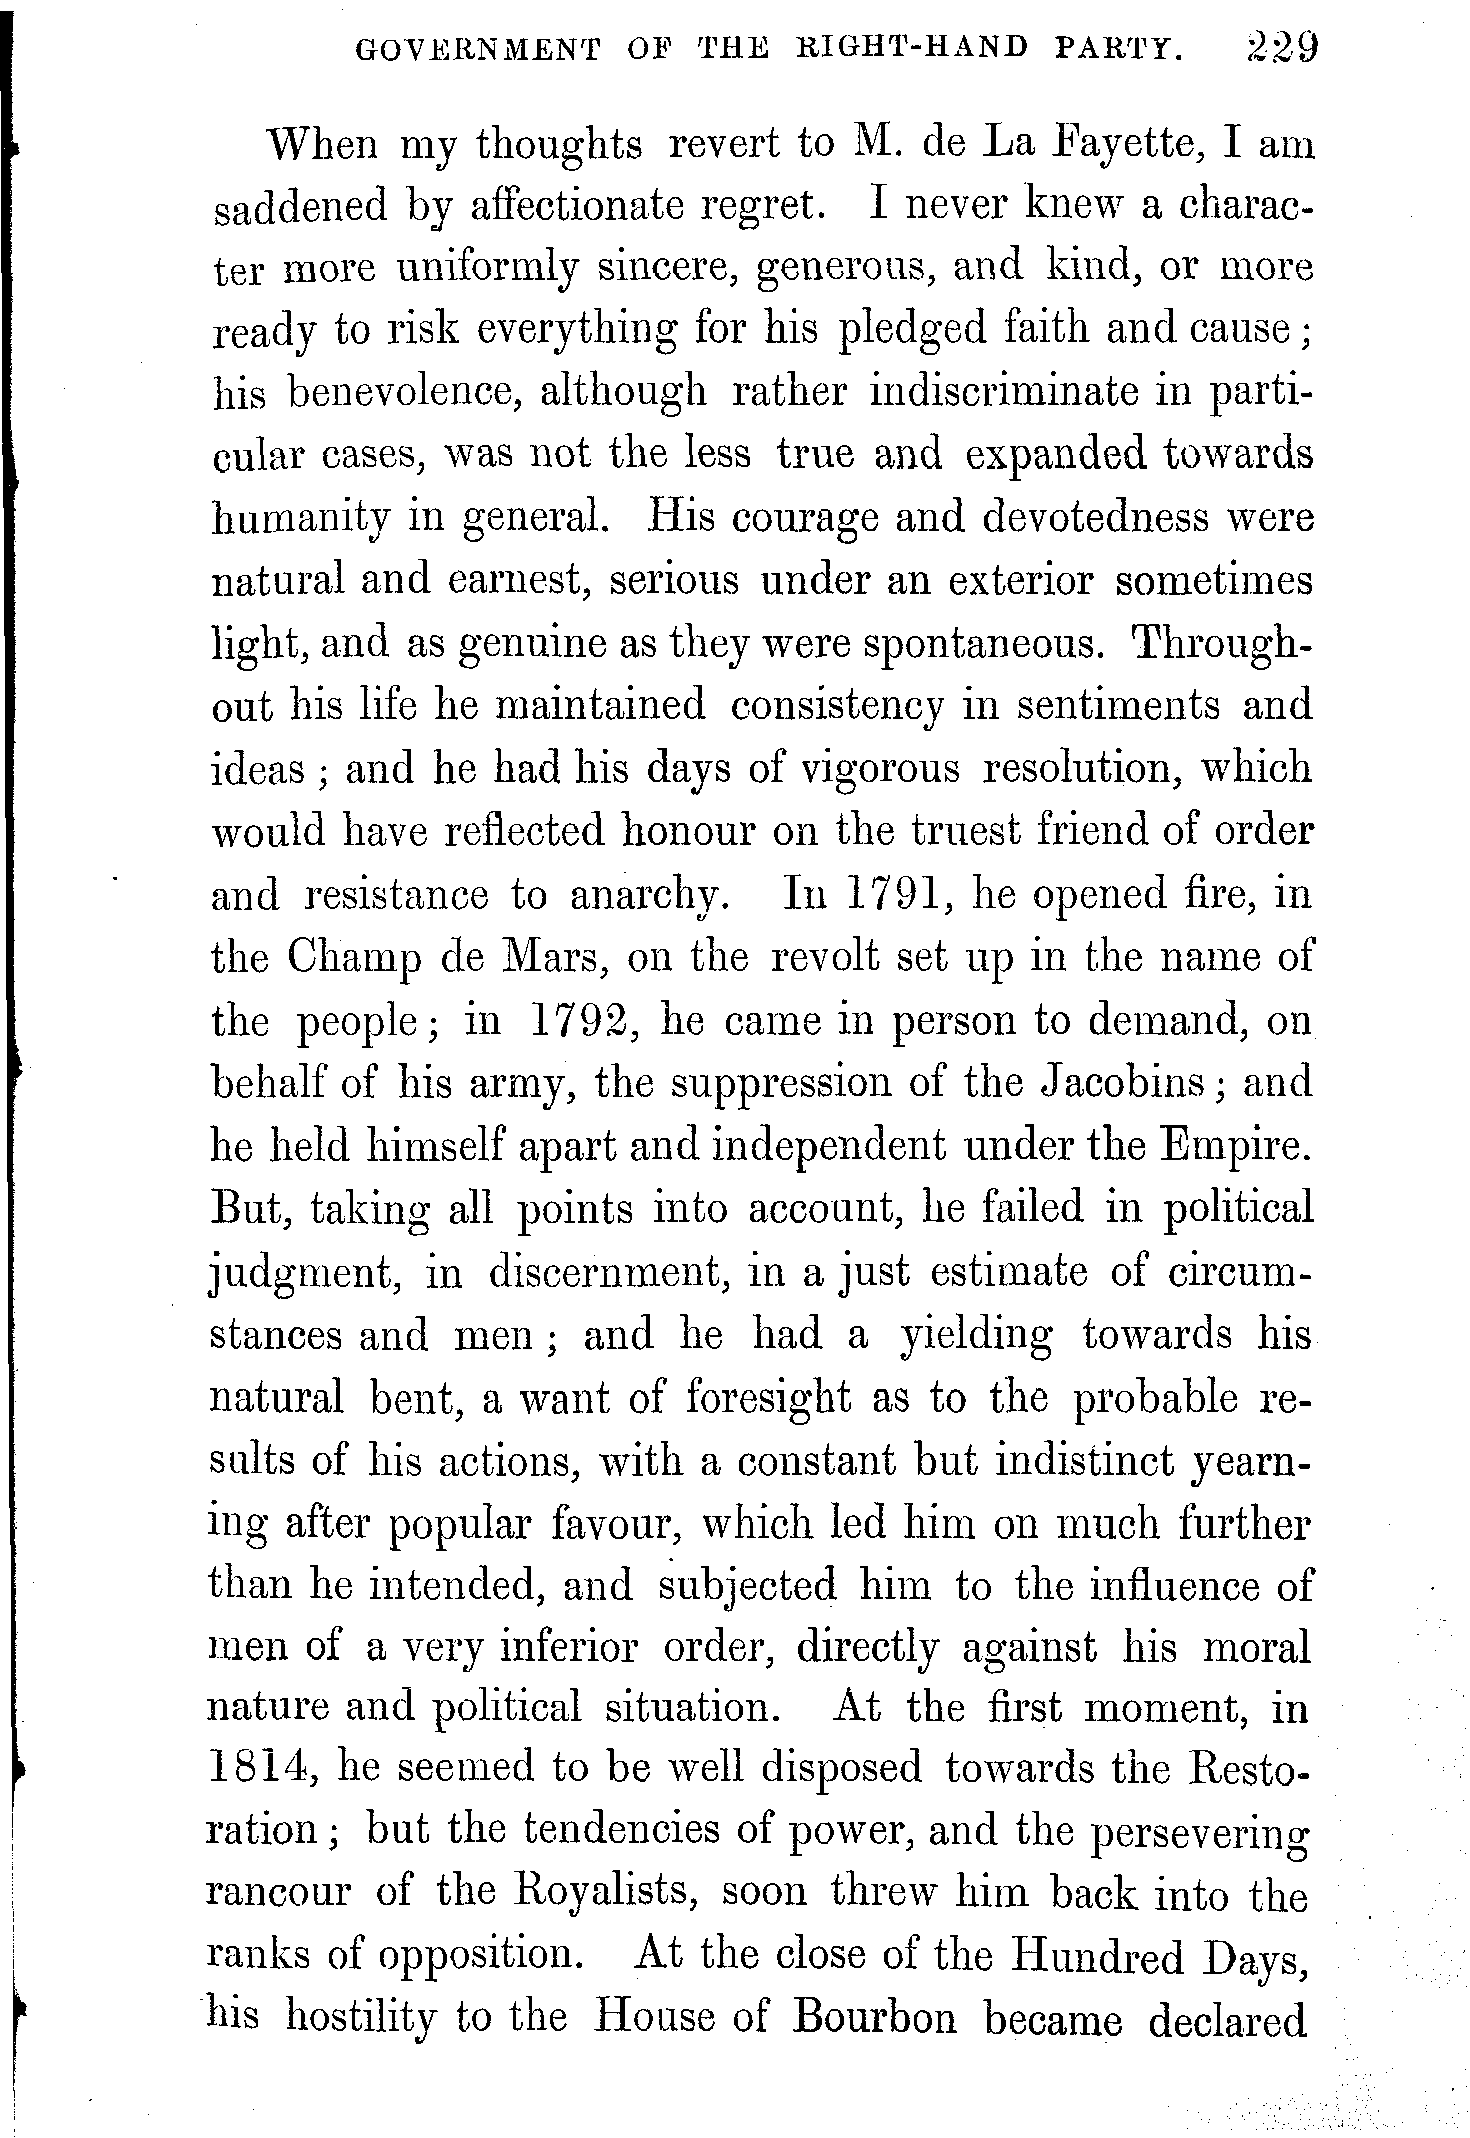 GOVERNMENT OF THE RIGHT-HAND PARTY. 229
When my thoughts revert to M. de La Fayette, I am
saddened by affectionate regret. I never knew a charac-
ter more uniformly sincere, generous, and kind, or more
ready to risk everything for his pledged faith and cause;
his benevolence, although rather indiscriminate in parti-
cular cases, was not the less true and expanded towards
humanity in general. His courage and devotedness were
natural and earnest, serious under an exterior sometimes
light, and as genuine as they were spontaneous. Through-
out his life he maintained consistency in sentiments and
ideas; and he had his days of vigorous resolution, which
would have reflected honour on the truest friend of order
and resistance to anarchy. In 1791, he opened fire, in
the Champ de Mars, on the revolt set up in the name of
the people; in 1792, he came in person to demand, on
behalf of his army, the suppression of the Jacobins; and
he held himself apart and independent under the Empire.
But, taking all points into account, he failed in political
judgment, in discernment, in a just estimate of circum-
stances and men; and he had a yielding towards his
natural bent, a want of foresight as to the probable re-
sults of his actions, with a constant but indistinct yearn-
ing after popular favour, which led him on much further
than he intended, and subjected him to the influence of
men of a very inferior order, directly against his moral
nature and political situation. At the first moment, in
1814, he seemed to be well disposed towards the Resto-
ration; but the tendencies of power, and the persevering
rancour of the Royalists, soon threw him back into the
ranks of opposition. At the close of the Hundred Days,
his hostility to the House of Bourbon became declared